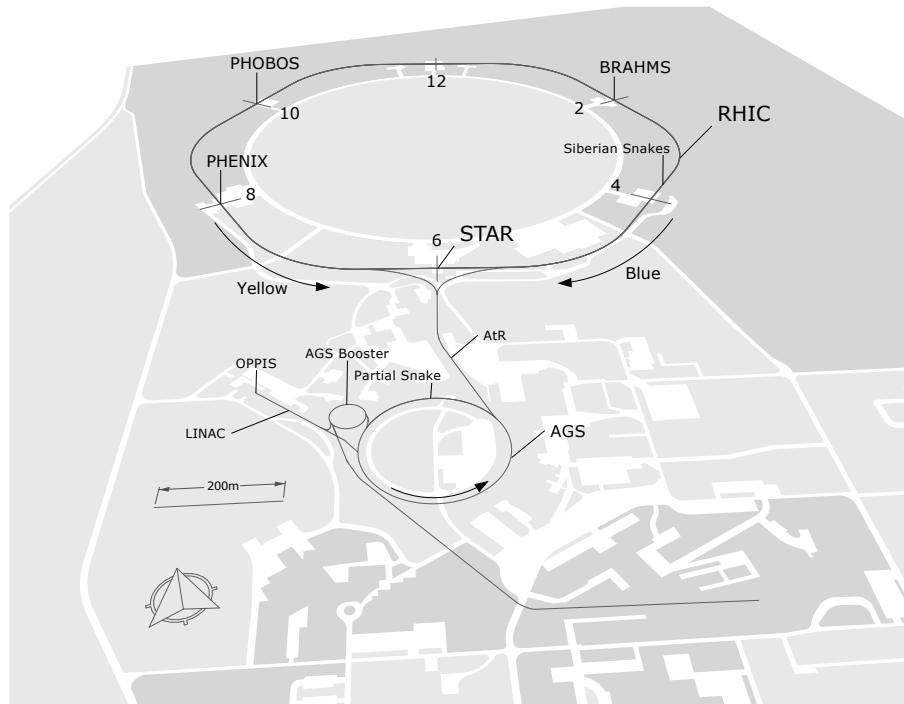 PHOBOS
12
BRAHMS
10
2
RHIC
Siberian Snakes
PHENIX
8
4
6
STAR
Yellow
Blue
AtR
AGS Booster
OPPIS
Partial Snake
LINAC
AGS
200m